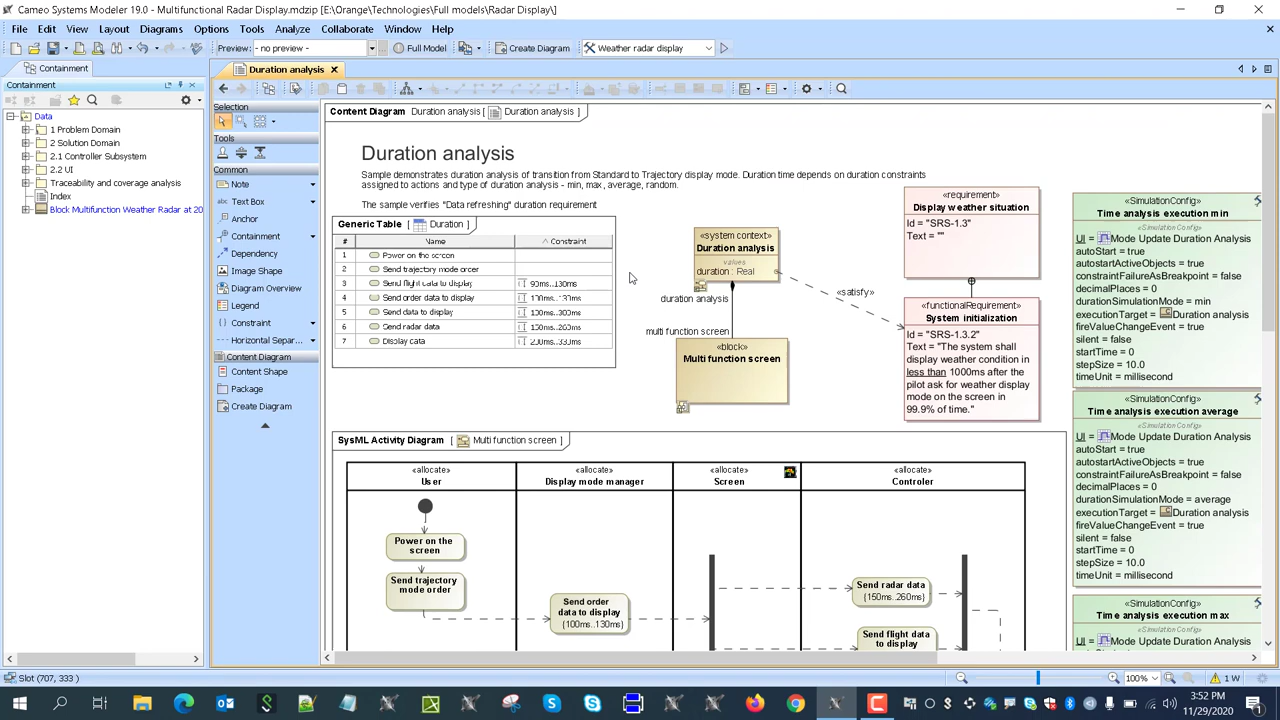 Cameo Systems Modeler 19.0 - Multifunctional Radar Display.mdzip [E:\Orange\Technologies\Full models\Radar Display\]
File Edit View Layout Diagrams Options Tools Analyze Collaborate Window Help
Preview: - no preview - Full Model Create Diagram Weather radar display
Containment
Duration analysis
Containment
Data
1 Problem Domain
2 Solution Domain
2.1 Controller Subsystem
2.2 UI
Traceability and coverage analysis
Index
Block Multifunction Weather Radar at 20
Selection
Tools
Common
Note
Text Box
Anchor
Containment
Dependency
Image Shape
Diagram Overview
Legend
Constraint
Horizontal Separ...
Content Diagram
Content Shape
Package
Create Diagram
Content Diagram Duration analysis [ Duration analysis ]
Duration analysis
Sample demonstrates duration analysis of transition from Standard to Trajectory display mode. Duration time depends on duration constraints
assigned to actions and type of duration analysis - min, max, average, random.
The sample verifies "Data refreshing" duration requirement
Generic Table [ Duration ]
# Name Constraint
1 Power on the screen
2 Send trajectory mode order
3 Send flight data to display 90ms..130ms
4 Send order data to display 100ms..130ms
5 Send data to display
6 Send radar data
7 Display data
«system context»
Duration analysis
values
duration : Real
duration analysis
multi function screen
«block»
Multi function screen
«satisfy»
«requirement»
Display weather situation
Id = "SRS-1.3"
Text = ""
«functionalRequirement»
System initialization
Id = "SRS-1.3.2"
Text = "The system shall
display weather condition in
less than 1000ms after the
pilot ask for weather display
mode on the screen in
99.9% of time."
«SimulationConfig»
Time analysis execution min
«SimulationConfig»
UI = Mode Update Duration Analysis
autoStart = true
autostartActiveObjects = true
constraintFailureAsBreakpoint = false
decimalPlaces = 0
durationSimulationMode = min
executionTarget = Duration analysis
fireValueChangeEvent = true
silent = false
startTime = 0
stepSize = 10.0
timeUnit = millisecond
«SimulationConfig»
Time analysis execution average
«SimulationConfig»
UI = Mode Update Duration Analysis
autoStart = true
autostartActiveObjects = true
constraintFailureAsBreakpoint = false
decimalPlaces = 0
durationSimulationMode = average
executionTarget = Duration analysis
fireValueChangeEvent = true
silent = false
startTime = 0
stepSize = 10.0
timeUnit = millisecond
«SimulationConfig»
Time analysis execution max
«SimulationConfig»
UI = Mode Update Duration Analysis
SysML Activity Diagram [ Multi function screen ]
«allocate»
User
«allocate»
Display mode manager
«allocate»
Screen
«allocate»
Controler
Power on the
screen
Send trajectory
mode order
Send order
data to display
{100ms..130ms}
Send radar data
{150ms..260ms}
Send flight data
to display
Slot (707, 333)
100%
1 W
3:52 PM
11/29/2020